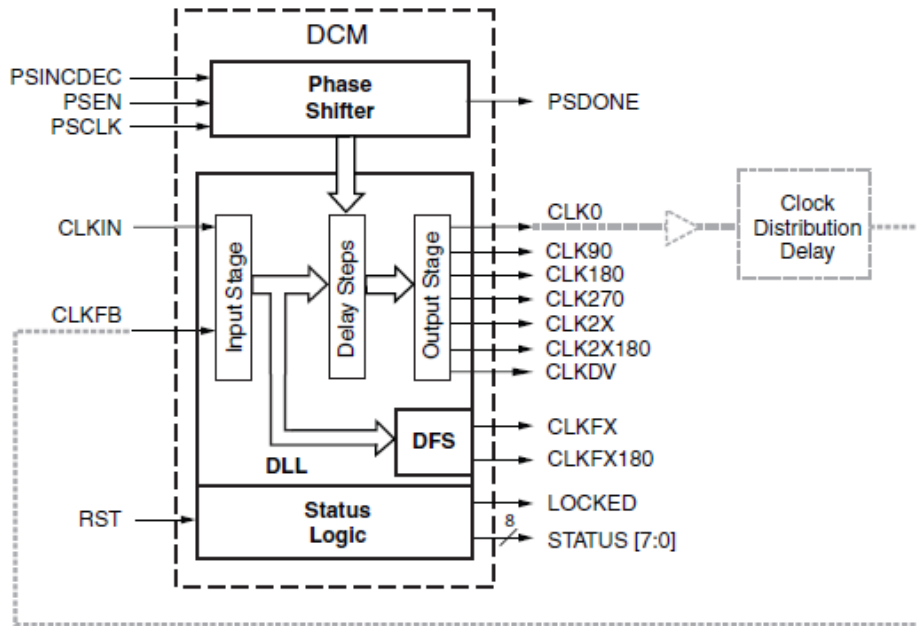 DCM
PSINCDEC
PSEN
PSCLK
Phase
Shifter
PSDONE
CLKIN
CLKFB
Input Stage
Delay Steps
Output Stage
CLK0
CLK90
CLK180
CLK270
CLK2X
CLK2X180
CLKDV
Clock
Distribution
Delay
DFS
CLKFX
CLKFX180
DLL
RST
Status
Logic
LOCKED
8
STATUS [7:0]